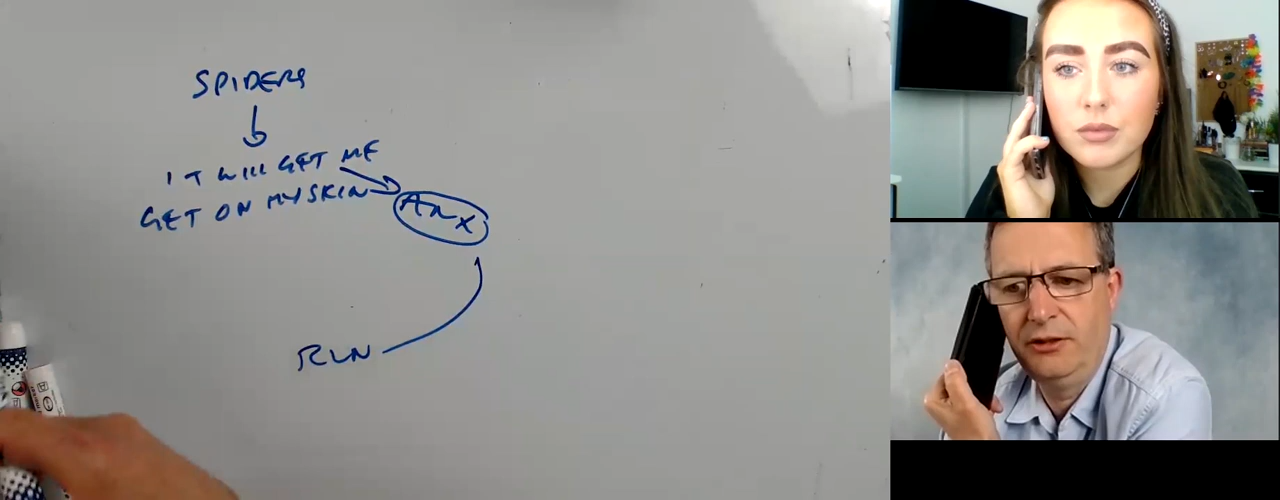 SPIDERS
IT WILL GET ME
GET ON MY SKIN
ANX
RUN